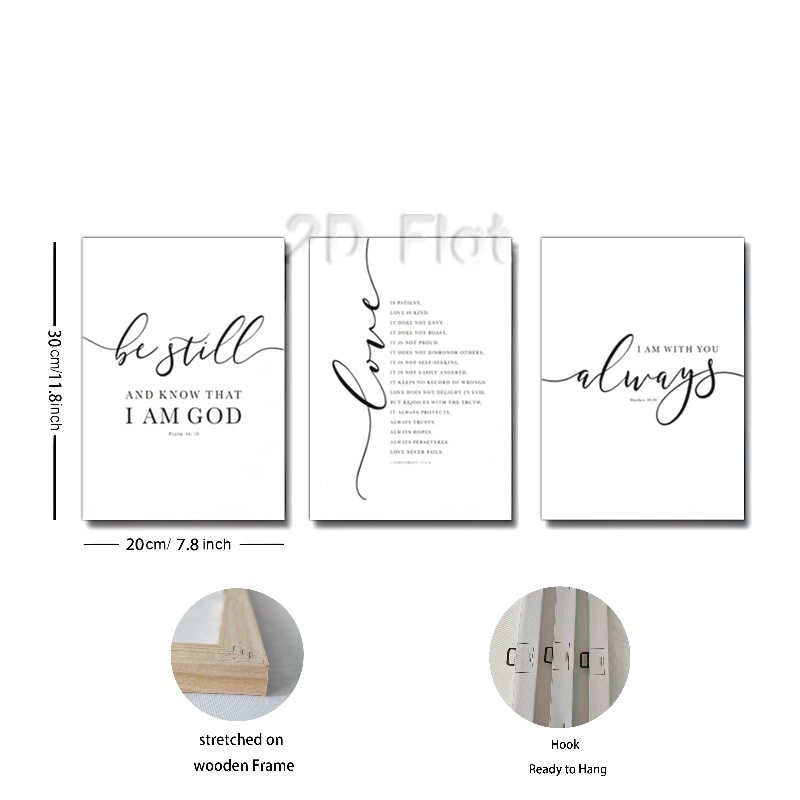 2D Flat
be still
AND KNOW THAT
I AM GOD
love
IS PATIENT.
LOVE IS KIND.
IT DOES NOT ENVY.
IT DOES NOT BOAST.
IT IS NOT PROUD.
IT DOES NOT DISHONOR OTHERS,
IT IS NOT SELF-SEEKING,
IT IS NOT EASILY ANGERED,
IT KEEPS NO RECORD OF WRONGS.
LOVE DOES NOT DELIGHT IN EVIL
BUT REJOICES WITH THE TRUTH.
IT ALWAYS PROTECTS,
ALWAYS TRUSTS,
ALWAYS HOPES,
ALWAYS PERSEVERES.
LOVE NEVER FAILS.
I AM WITH YOU
always
30cm/11.8inch
20cm/ 7.8 inch
stretched on
wooden Frame
Hook
Ready to Hang